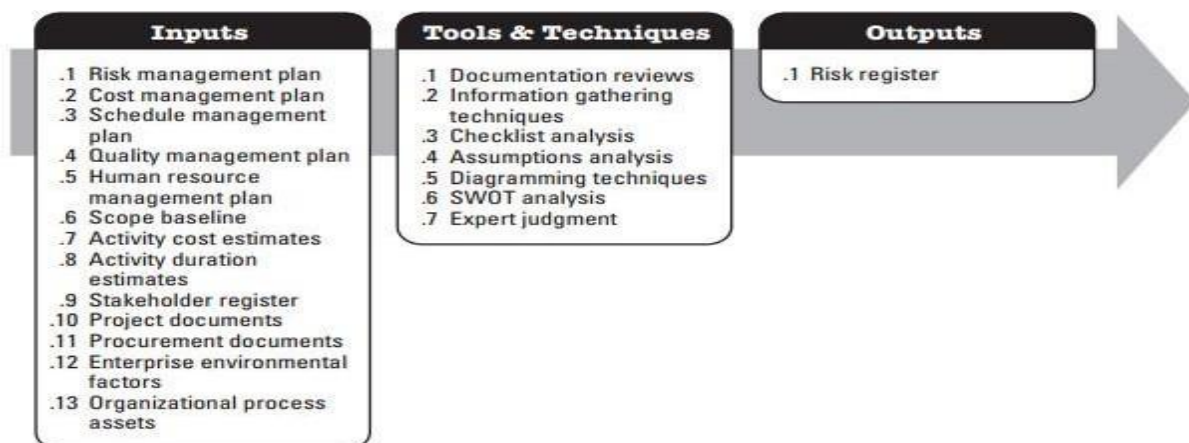 Inputs
.1 Risk management plan
.2 Cost management plan
.3 Schedule management
plan
.4 Quality management plan
.5 Human resource
management plan
.6 Scope baseline
.7 Activity cost estimates
.8 Activity duration
estimates
.9 Stakeholder register
.10 Project documents
.11 Procurement documents
.12 Enterprise environmental
factors
.13 Organizational process
assets
Tools & Techniques
.1 Documentation reviews
.2 Information gathering
techniques
.3 Checklist analysis
.4 Assumptions analysis
.5 Diagramming techniques
.6 SWOT analysis
.7 Expert judgment
Outputs
.1 Risk register